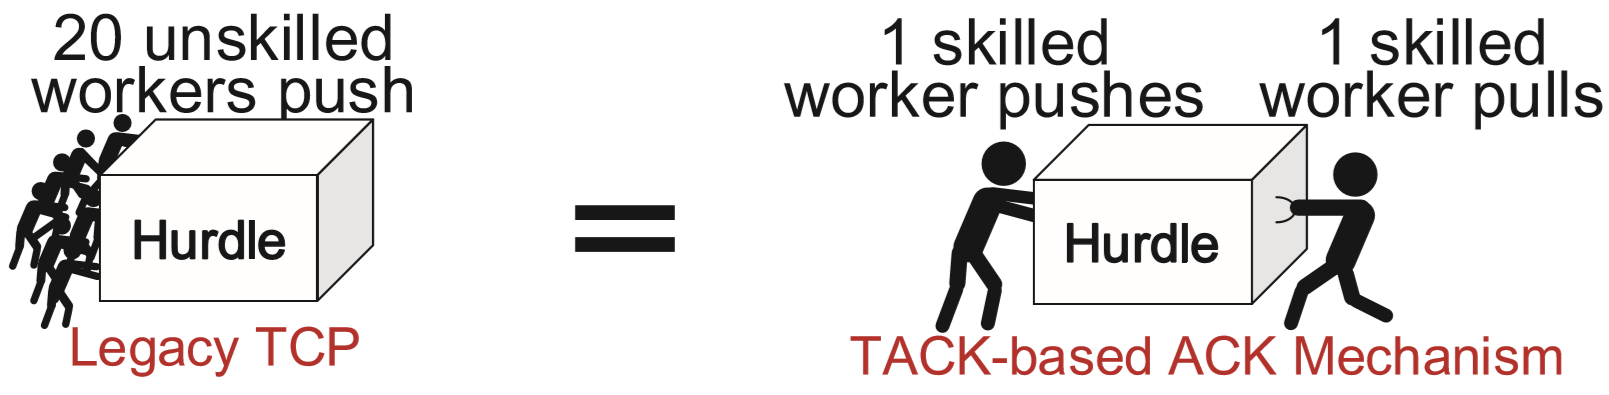 20 unskilled
workers push
Hurdle
Legacy TCP
=
1 skilled
worker pushes
1 skilled
worker pulls
Hurdle
TACK-based ACK Mechanism